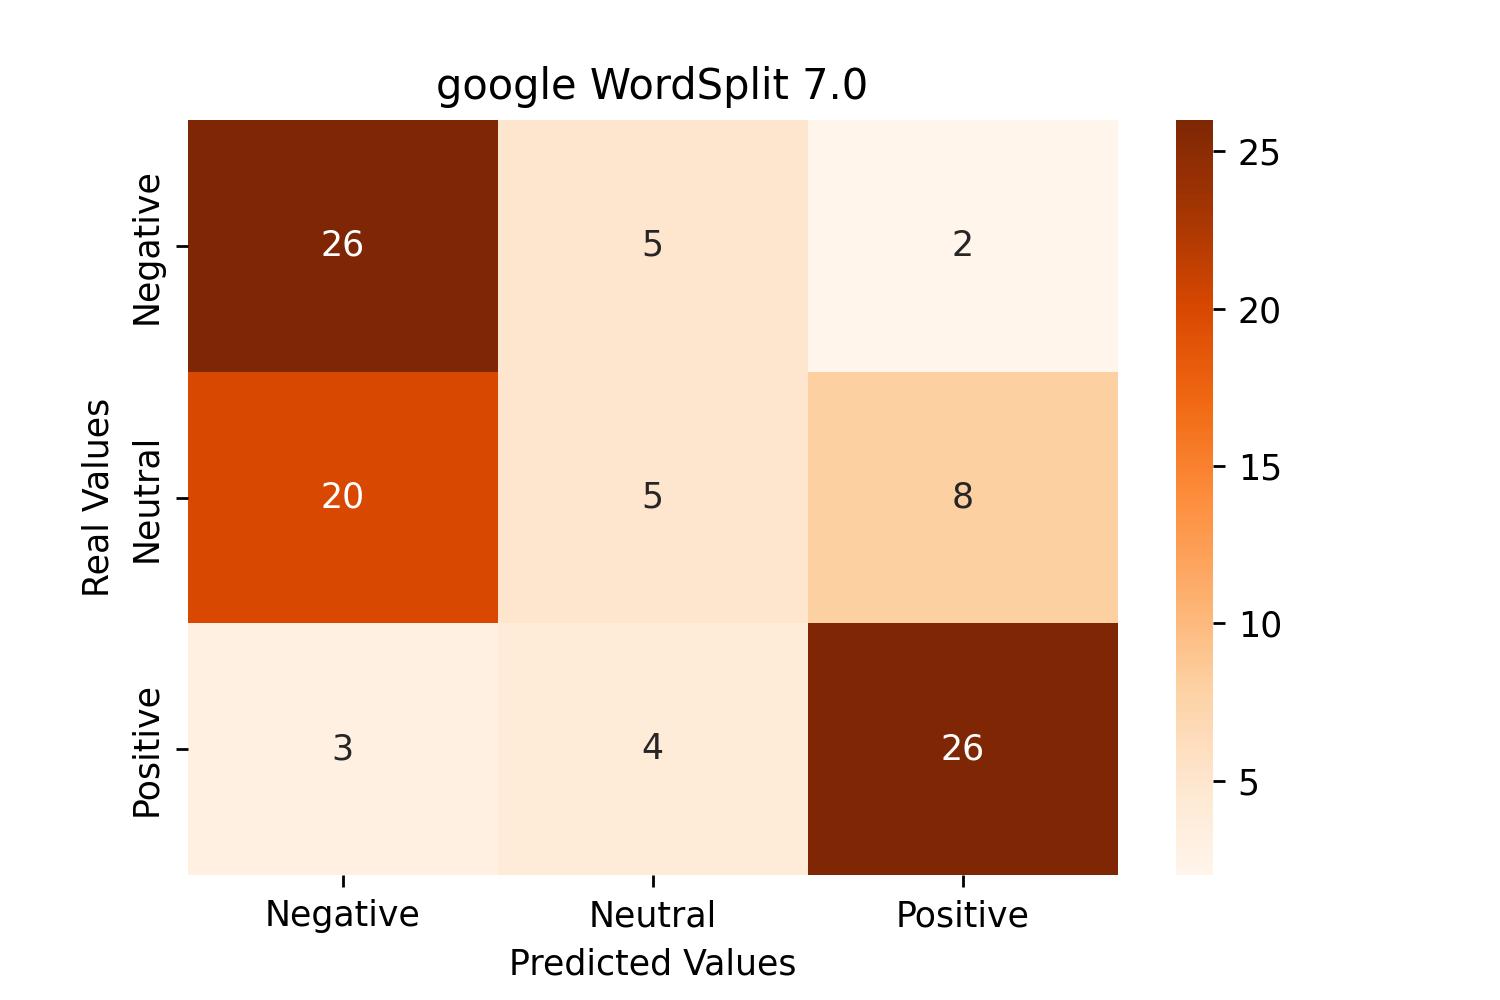 google WordSplit 7.0
Real Values
Negative
Neutral
Positive
26 5 2
20 5 8
3 4 26
Negative Neutral Positive
Predicted Values
25
20
15
10
5